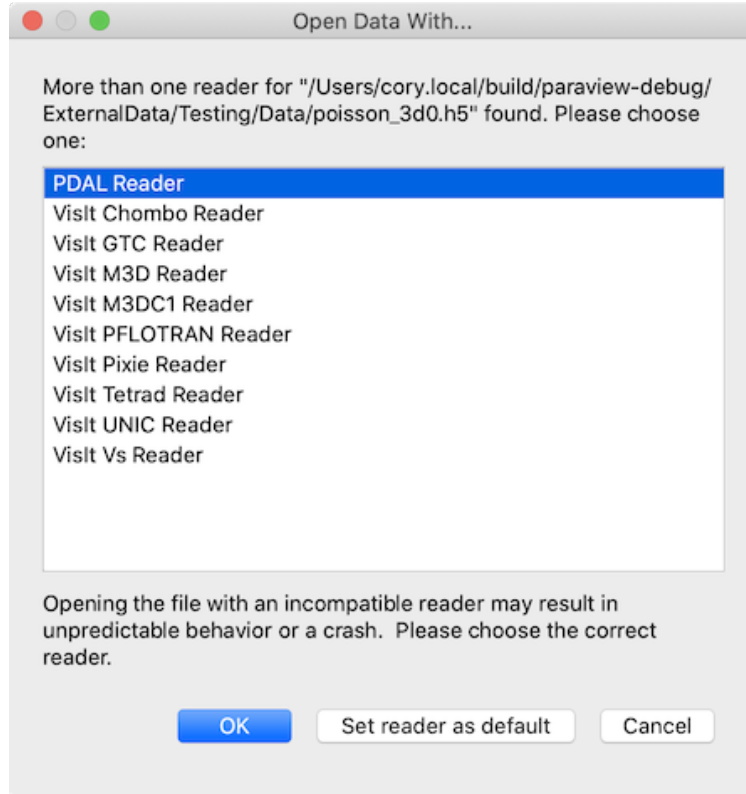 Open Data With...
More than one reader for "/Users/cory.local/build/paraview-debug/
ExternalData/Testing/Data/poisson_3d0.h5" found. Please choose
one:
PDAL Reader
VisIt Chombo Reader
VisIt GTC Reader
VisIt M3D Reader
VisIt M3DC1 Reader
VisIt PFLOTRAN Reader
VisIt Pixie Reader
VisIt Tetrad Reader
VisIt UNIC Reader
VisIt Vs Reader
Opening the file with an incompatible reader may result in
unpredictable behavior or a crash.  Please choose the correct
reader.
OK Set reader as default Cancel